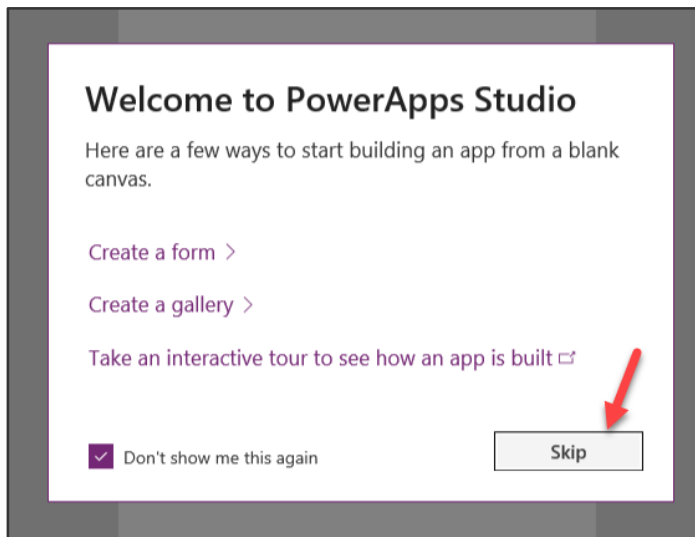 Welcome to PowerApps Studio
Here are a few ways to start building an app from a blank
canvas.
Create a form
Create a gallery
Take an interactive tour to see how an app is built
Don't show me this again
Skip